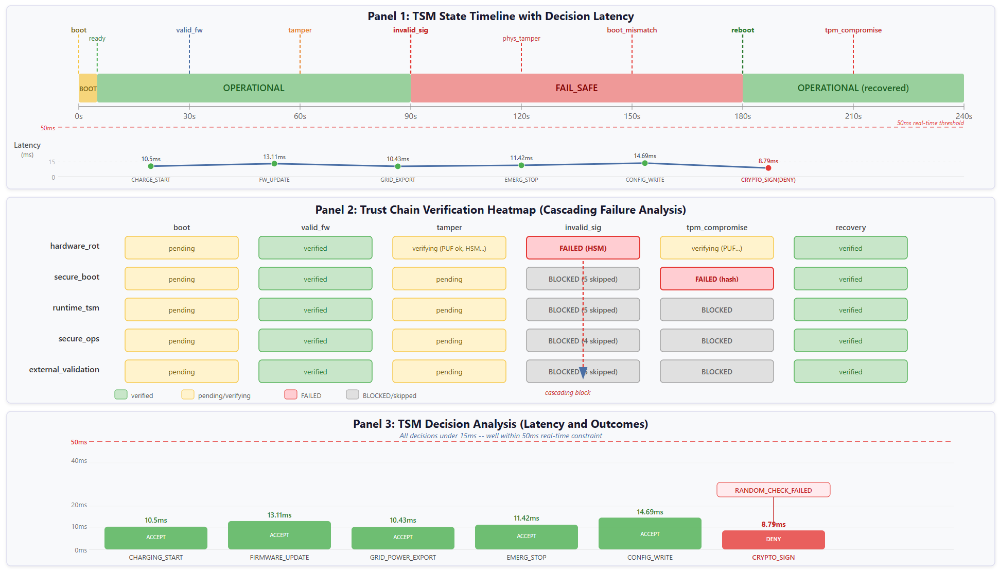 Panel 1: TSM State Timeline with Decision Latency
boot
ready
valid_fw
tamper
invalid_sig
phys_tamper
boot_mismatch
reboot
tpm_compromise
BOOT
OPERATIONAL
FAIL_SAFE
OPERATIONAL (recovered)
0s
30s
60s
90s
120s
150s
180s
210s
240s
50ms
50ms real-time threshold
Latency
(ms)
15
0
10.5ms
13.11ms
10.43ms
11.42ms
14.69ms
8.79ms
CHARGE_START
FW_UPDATE
GRID_EXPORT
EMERG_STOP
CONFIG_WRITE
CRYPTO_SIGN(DENY)
Panel 2: Trust Chain Verification Heatmap (Cascading Failure Analysis)
boot
valid_fw
tamper
invalid_sig
tpm_compromise
recovery
hardware_rot
pending
verified
verifying (PUF ok, HSM...)
FAILED (HSM)
verifying (PUF...)
verified
secure_boot
pending
verified
pending
BLOCKED (5 skipped)
FAILED (hash)
verified
runtime_tsm
pending
verified
pending
BLOCKED (5 skipped)
BLOCKED
verified
secure_ops
pending
verified
pending
BLOCKED (4 skipped)
BLOCKED
verified
external_validation
pending
verified
pending
BLOCKED skipped)
BLOCKED
verified
verified
pending/verifying
FAILED
BLOCKED/skipped
cascading block
Panel 3: TSM Decision Analysis (Latency and Outcomes)
All decisions under 15ms -- well within 50ms real-time constraint
50ms
40ms
20ms
10ms
0ms
RANDOM_CHECK_FAILED
10.5ms
13.11ms
10.43ms
11.42ms
14.69ms
8.79ms
ACCEPT
ACCEPT
ACCEPT
ACCEPT
ACCEPT
DENY
CHARGING_START
FIRMWARE_UPDATE
GRID_POWER_EXPORT
EMERG_STOP
CONFIG_WRITE
CRYPTO_SIGN